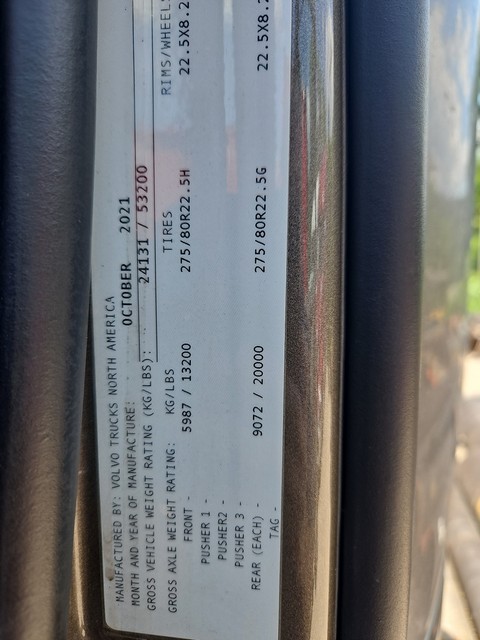 MANUFACTURED BY: VOLVO TRUCKS NORTH AMERICA
MONTH AND YEAR OF MANUFACTURE: OCTOBER 2021
GROSS VEHICLE WEIGHT RATING (KG/LBS): 24131 / 53200
GROSS AXLE WEIGHT RATING: KG/LBS TIRES RIMS/WHEELS
FRONT - 5987 / 13200 275/80R22.5H 22.5X8.2
PUSHER 1 -
PUSHER2 -
PUSHER 3 -
REAR (EACH) - 9072 / 20000 275/80R22.5G 22.5X8.2
TAG -